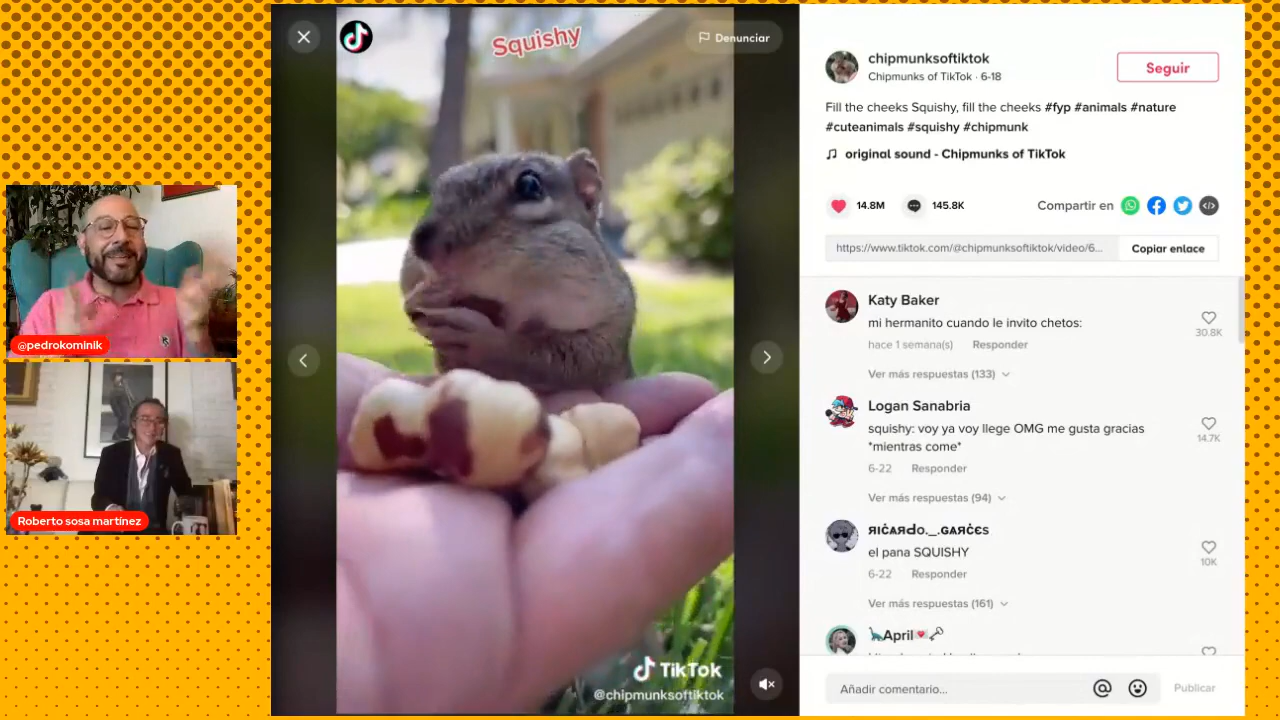 Squishy
Denunciar
TikTok
@chipmunksoftiktok
@pedrokominik
Roberto sosa martínez
chipmunksoftiktok
Chipmunks of TikTok · 6-18
Seguir
Fill the cheeks Squishy, fill the cheeks #fyp #animals #nature
#cuteanimals #squishy #chipmunk
original sound - Chipmunks of TikTok
14.8M
145.8K
Compartir en
https://www.tiktok.com/@chipmunksoftiktok/video/6...
Copiar enlace
Katy Baker
mi hermanito cuando le invito chetos:
30.8K
hace 1 semana(s) Responder
Ver más respuestas (133)
Logan Sanabria
squishy: voy ya voy llege OMG me gusta gracias
*mientras come*
14.7K
6-22 Responder
Ver más respuestas (94)
ЯIĊΛЯԀO._.GΛЯĊЄS
el pana SQUISHY
10K
6-22 Responder
Ver más respuestas (161)
🦕April💌🗝
Añadir comentario...
Publicar